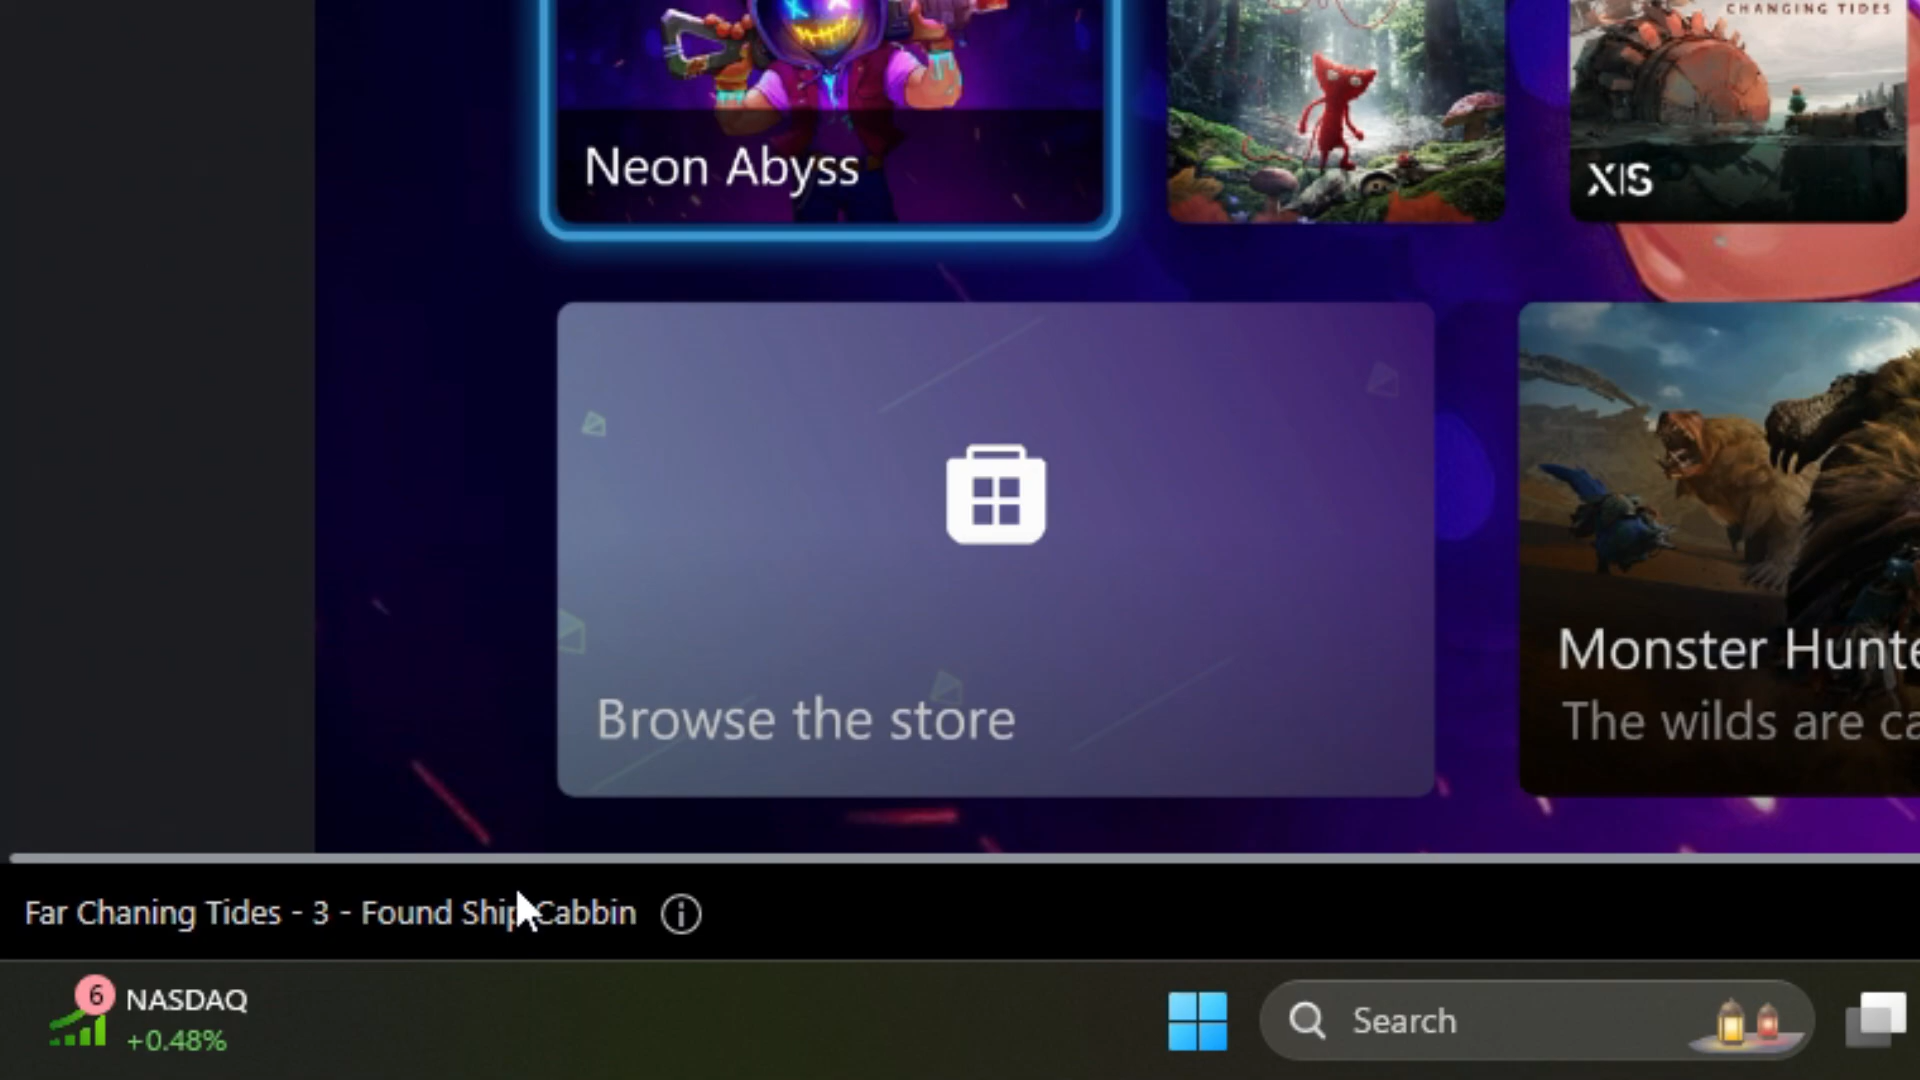 CHANGING TIDES
Neon Abyss
X|S
Browse the store
Monster Hunte
The wilds are ca
Far Chaning Tides - 3 - Found Ship Cabbin
6
NASDAQ
+0.48%
Search